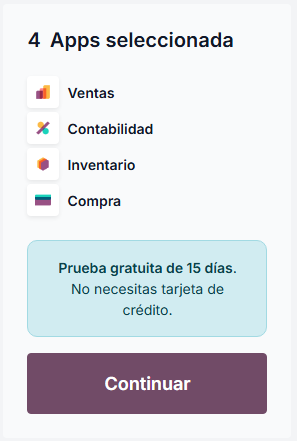 4 Apps seleccionada
Ventas
Contabilidad
Inventario
Compra
Prueba gratuita de 15 días.
No necesitas tarjeta de
crédito.
Continuar